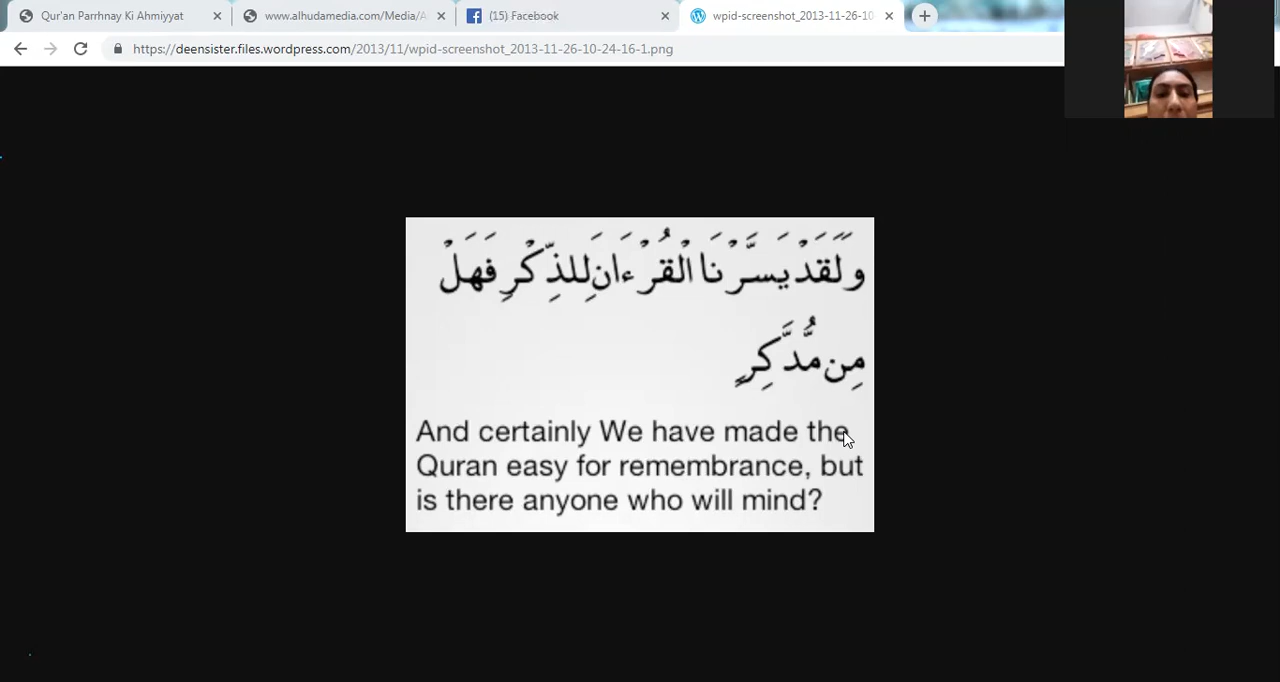 Qur'an Parrhnay Ki Ahmiyyat
www.alhudamedia.com/Media/A
(15) Facebook
wpid-screenshot_2013-11-26-10
https://deensister.files.wordpress.com/2013/11/wpid-screenshot_2013-11-26-10-24-16-1.png
وَلَقَدْ يَسَّرْنَا الْقُرْءَانَ لِلذِّكْرِ فَهَلْ
مِن مُّدَّكِرٍ
And certainly We have made the
Quran easy for remembrance, but
is there anyone who will mind?